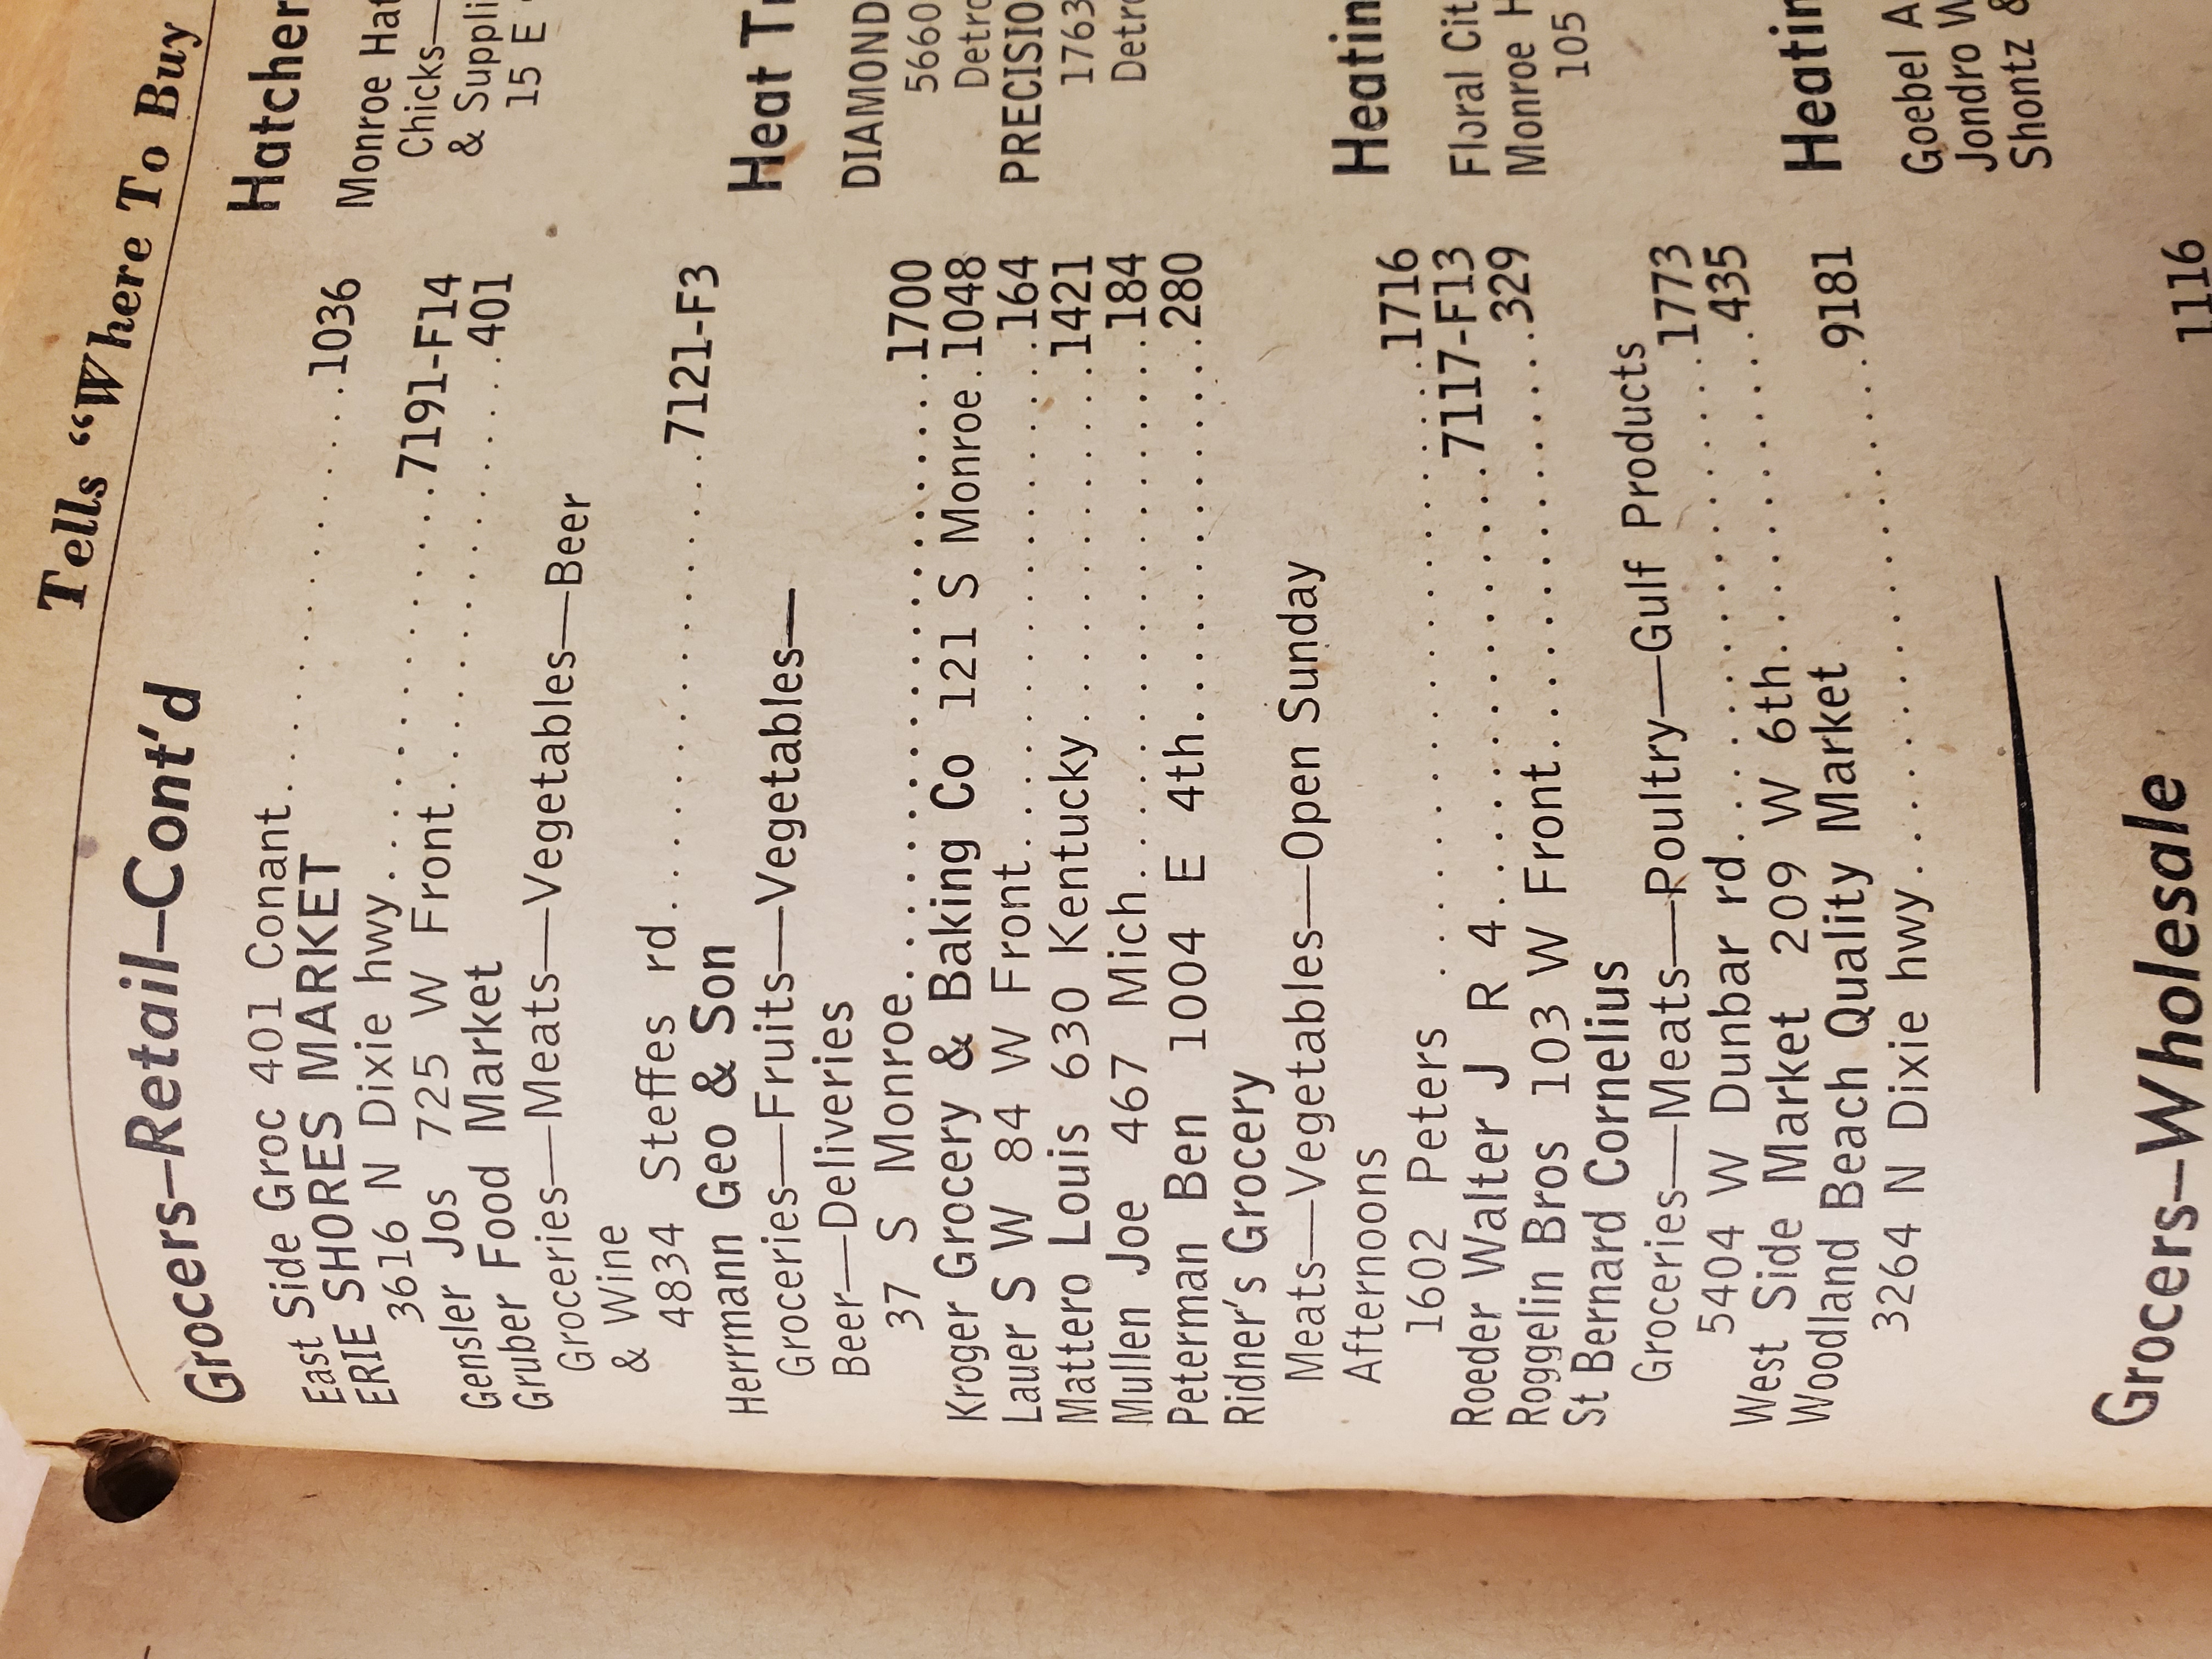 Tells "Where To Buy
Grocers—Retail—Cont'd
East Side Groc 401 Conant..........1036
ERIE SHORES MARKET
3616 N Dixie hwy..........7191-F14
Gensler Jos 725 W Front..........401
Gruber Food Market
Groceries—Meats—Vegetables—Beer
& Wine
4834 Steffes rd..........7121-F3
Herrmann Geo & Son
Groceries—Fruits—Vegetables—
Beer—Deliveries
37 S Monroe..........1700
Kroger Grocery & Baking Co 121 S Monroe.1048
Lauer S W 84 W Front..........164
Mattero Louis 630 Kentucky..........1421
Mullen Joe 467 Mich..........184
Peterman Ben 1004 E 4th..........280
Ridner's Grocery
Meats—Vegetables—Open Sunday
Afternoons
1602 Peters..........1716
Roeder Walter J R 4..........7117-F13
Roggelin Bros 103 W Front..........329
St Bernard Cornelius
Groceries—Meats—Poultry—Gulf Products
5404 W Dunbar rd..........1773
West Side Market 209 W 6th..........435
Woodland Beach Quality Market
3264 N Dixie hwy..........9181
Grocers—Wholesale
1116
Hatcher
Monroe Hat
Chicks—
& Suppli
15 E
Heat T
DIAMOND
5660
Detro
PRECISIO
1763
Detro
Heatin
Floral Cit
Monroe H
105
Heatin
Goebel A
Jondro W
Shontz &